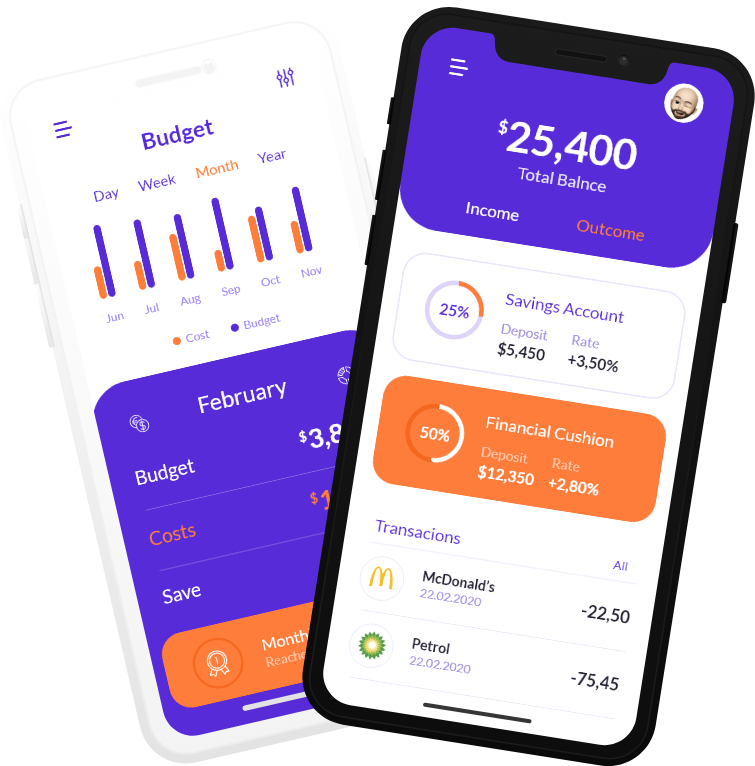 Budget
Day Week Month Year
Jun Jul Aug Sep Oct Nov
Cost Budget
February
Budget $3,8
Costs $1
Save
1
Month
Reache
$25,400
Total Balnce
Income Outcome
25%
Savings Account
Deposit Rate
$5,450 +3,50%
50%
Financial Cushion
Deposit Rate
$12,350 +2,80%
Transacions
All
McDonald's
22.02.2020
-22,50
Petrol
22.02.2020
-75,45